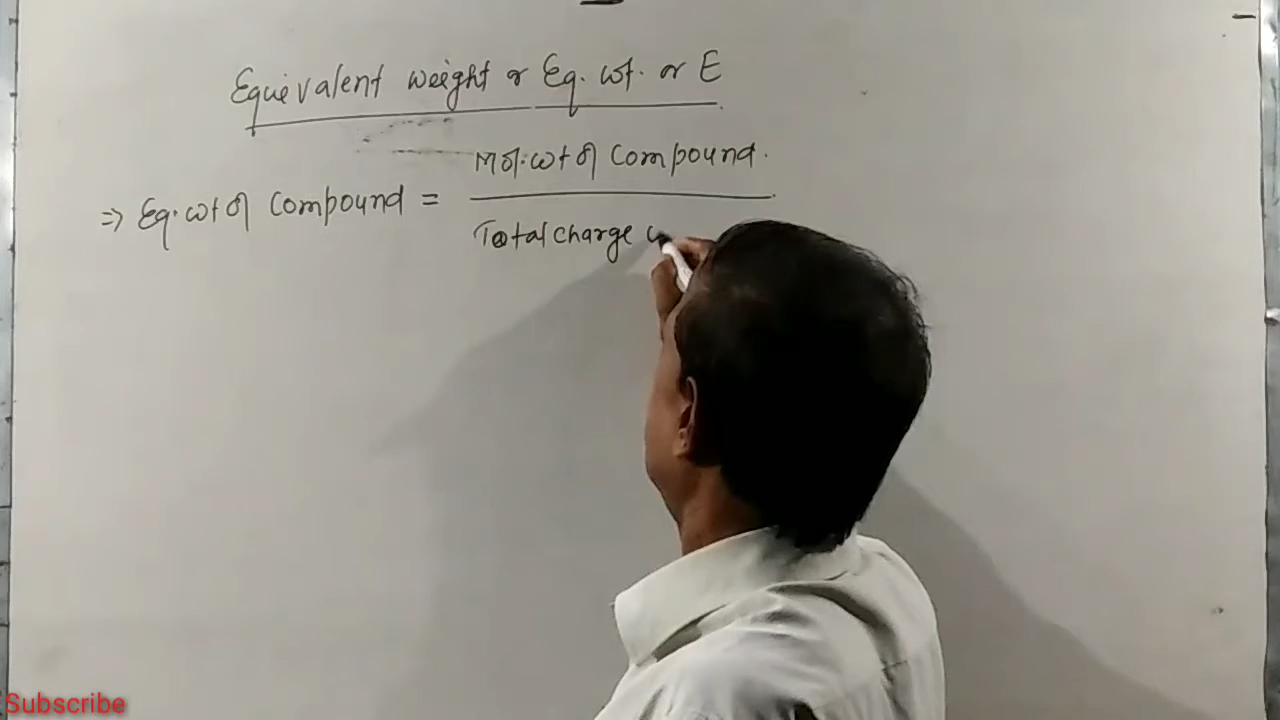 Equivalent weight or Eq. wt. or E
Mol. wt of Compound.
⇒ Eq. wt of Compound =
Total charge
Subscribe